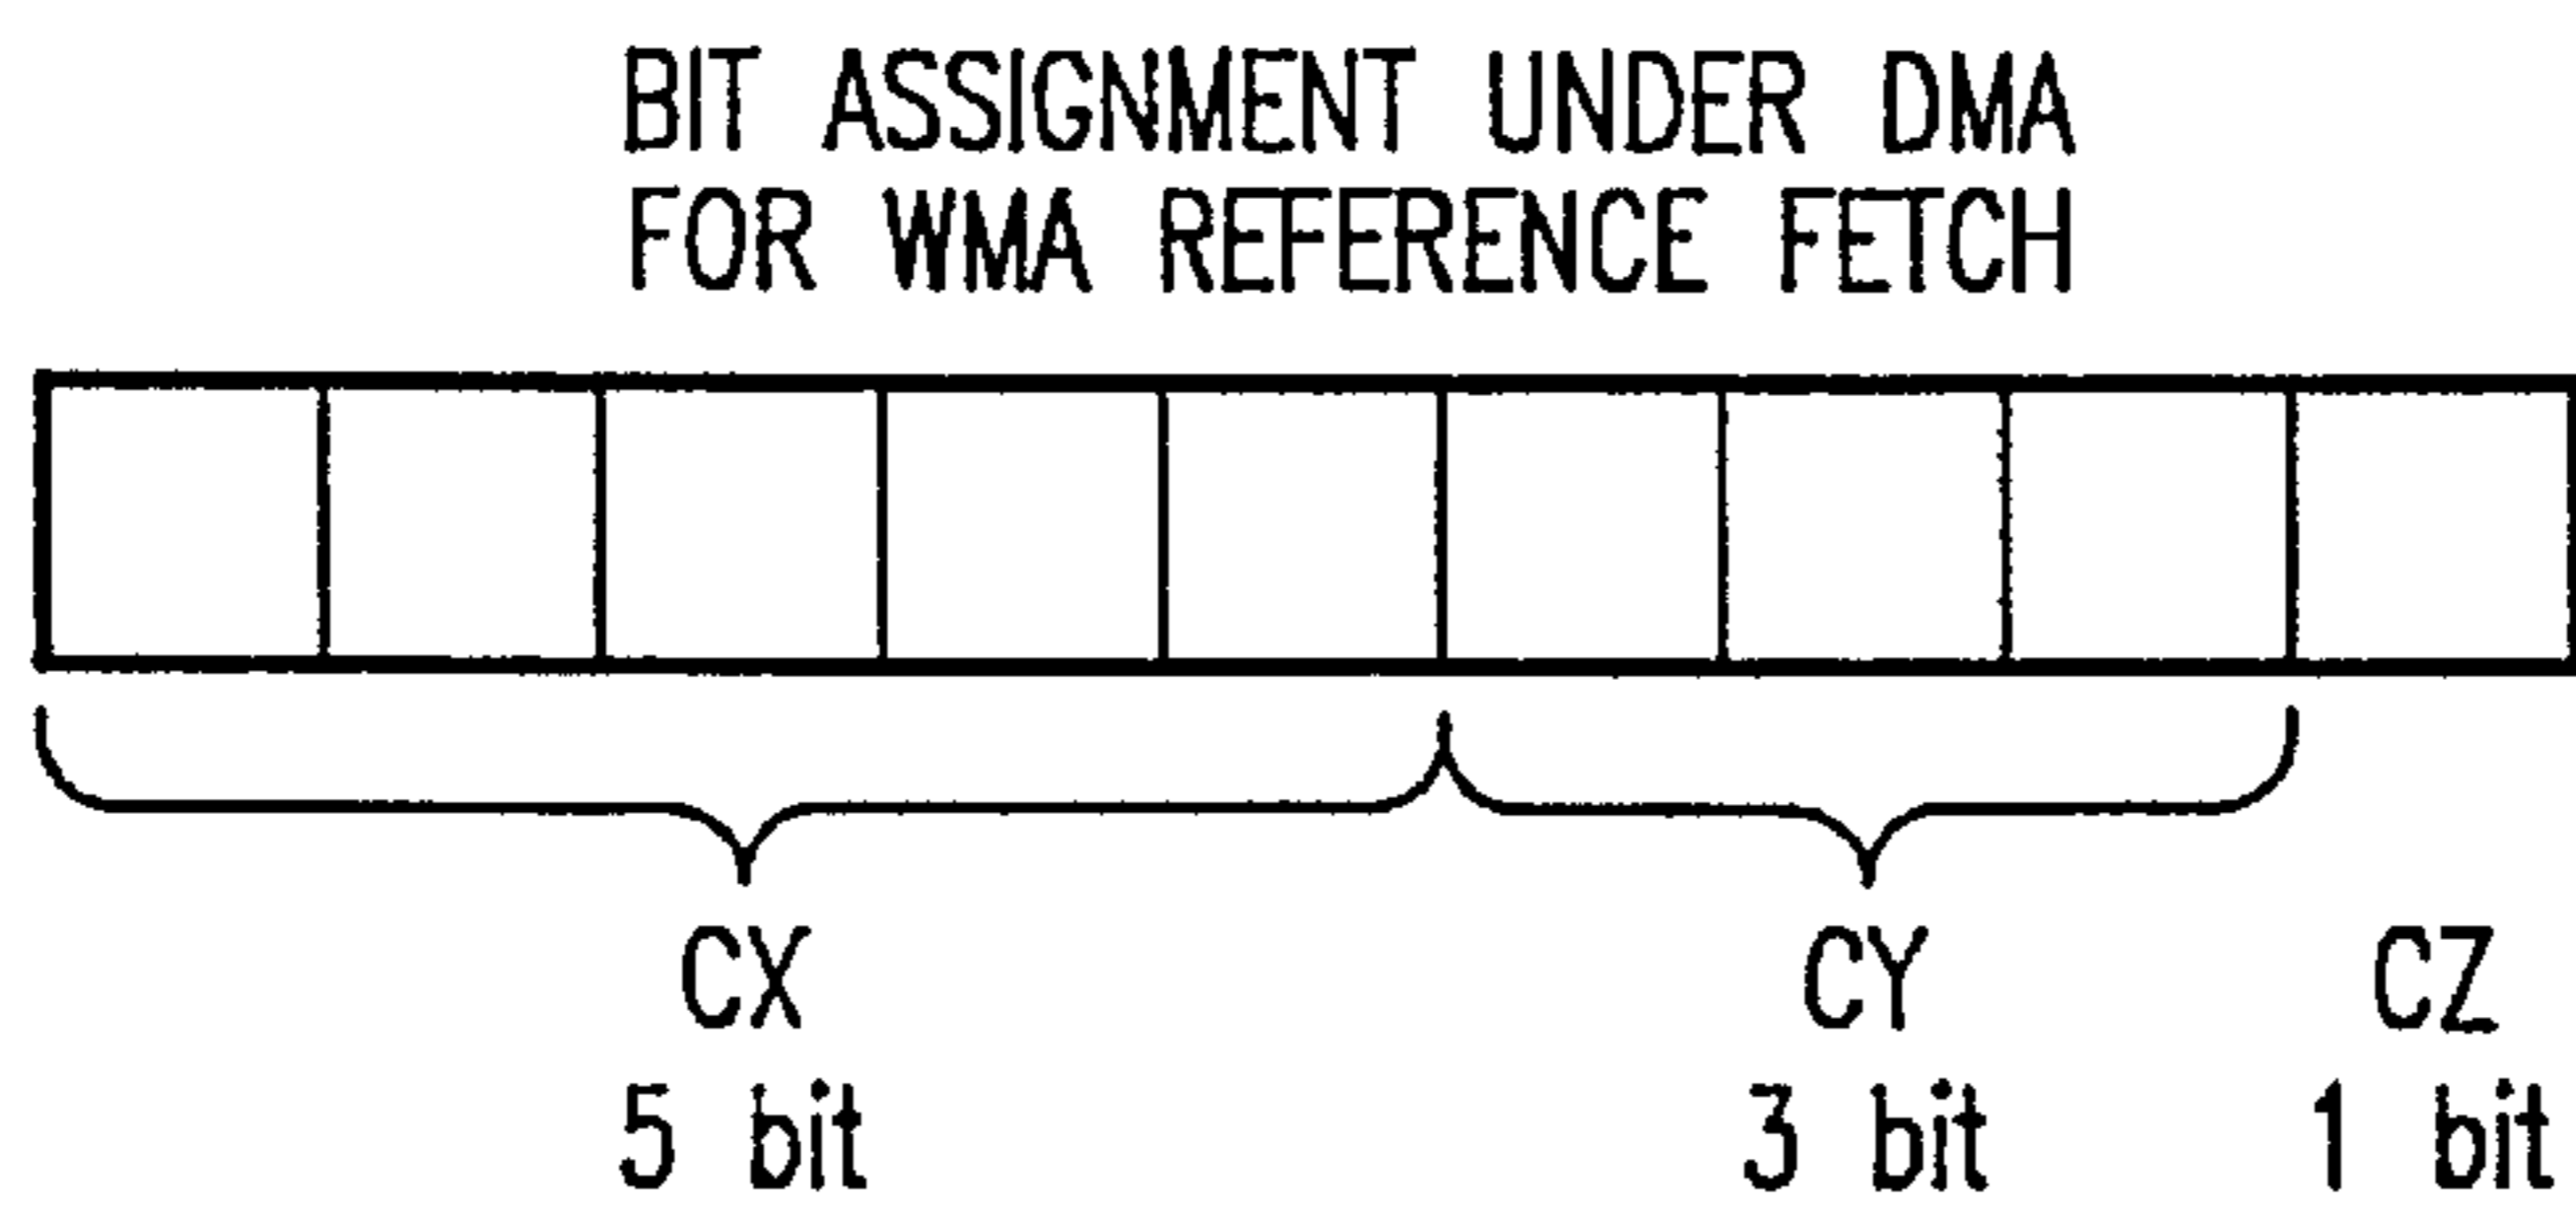 BIT ASSIGNMENT UNDER DMA
FOR WMA REFERENCE FETCH
CX CY CZ
5 bit 3 bit 1 bit